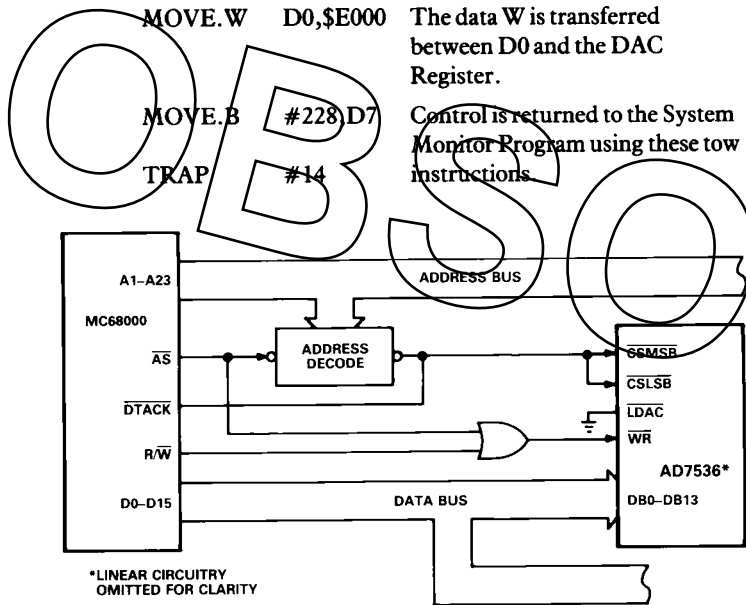 MOVE.W D0,$E000 The data W is transferred
between D0 and the DAC
Register.
MOVE.B #228,D7 Control is returned to the System
Monitor Program using these tow
TRAP #14 instructions.
OBSO
A1–A23
ADDRESS BUS
MC68000
ADDRESS
DECODE
AS
CSMSB
CSLSB
DTACK
LDAC
R/W
WR
AD7536*
D0–D15
DATA BUS
DB0–DB13
*LINEAR CIRCUITRY
OMITTED FOR CLARITY